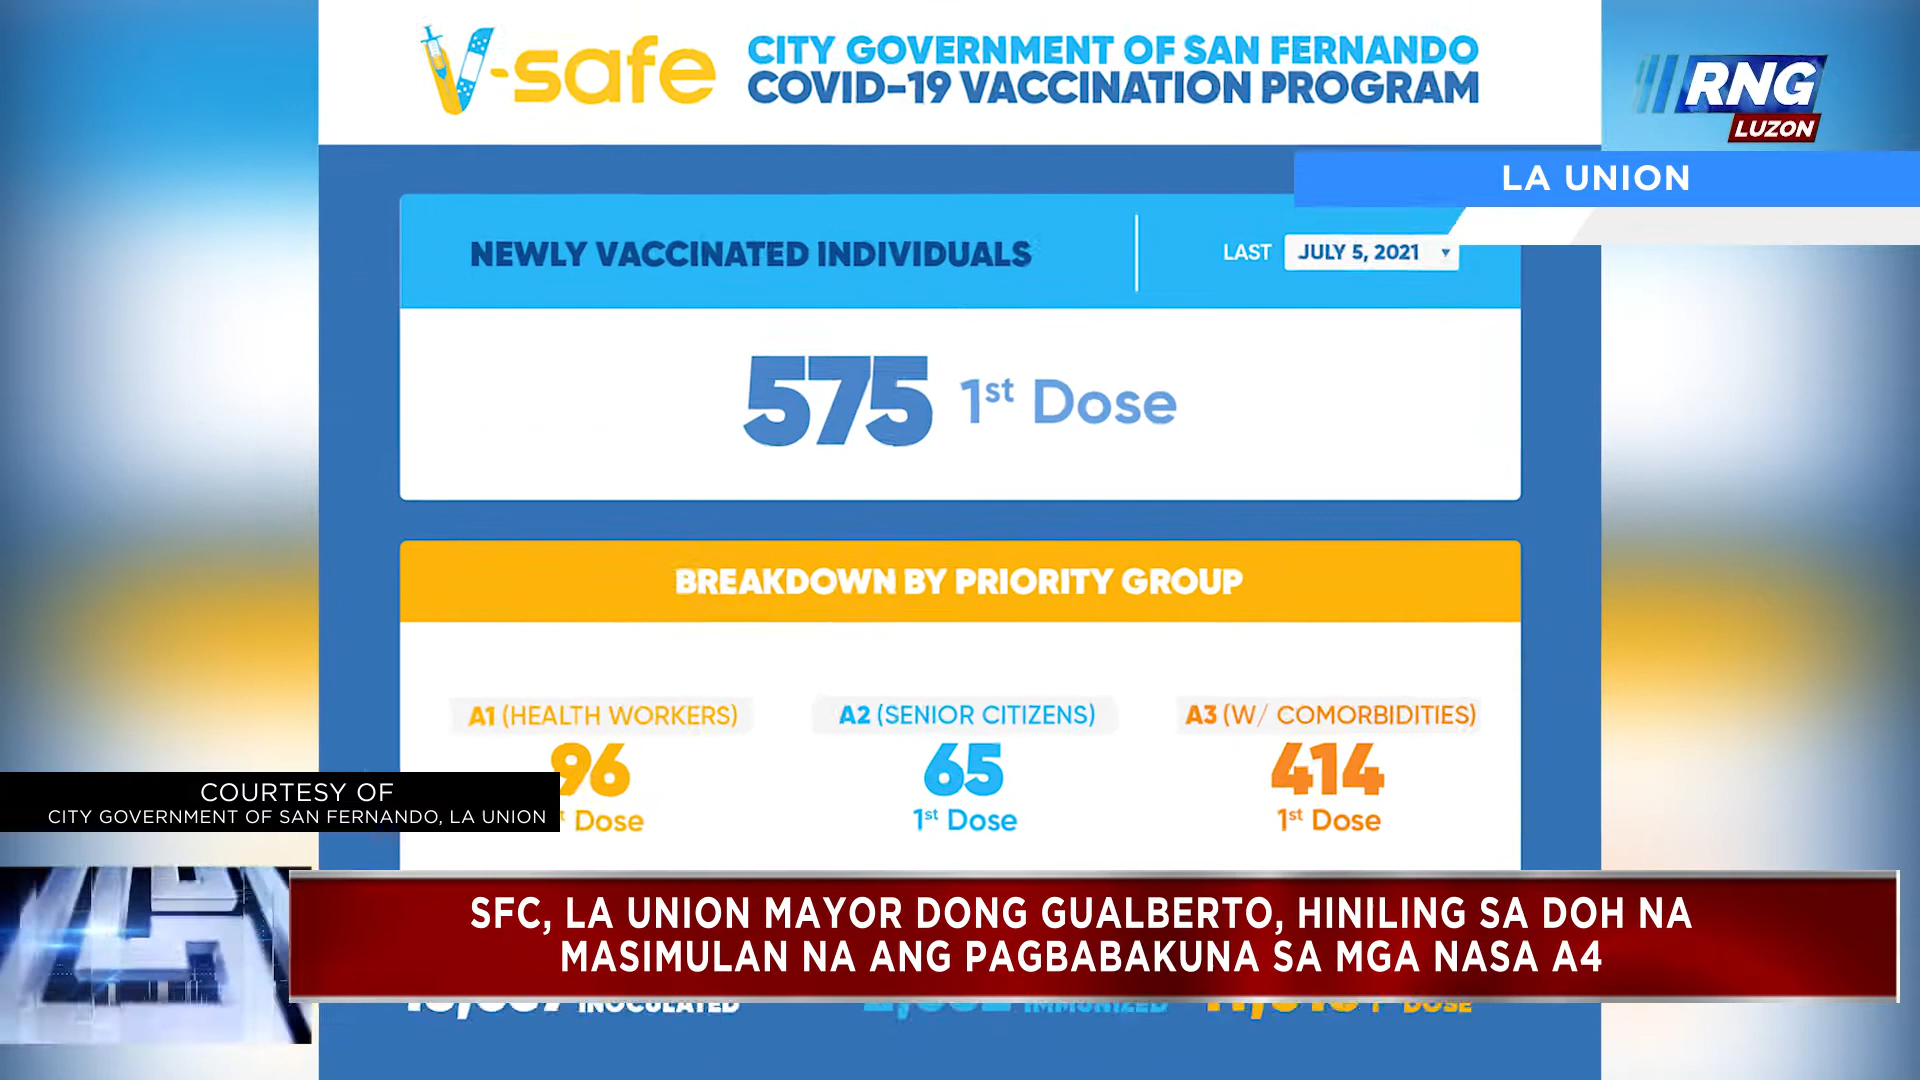 V-safe
CITY GOVERNMENT OF SAN FERNANDO
COVID-19 VACCINATION PROGRAM
RNG
LUZON
LA UNION
NEWLY VACCINATED INDIVIDUALS
LAST JULY 5, 2021
575 1st Dose
BREAKDOWN BY PRIORITY GROUP
A1 (HEALTH WORKERS)
96
Dose
A2 (SENIOR CITIZENS)
65
1st Dose
A3 (W/ COMORBIDITIES)
414
1st Dose
COURTESY OF
CITY GOVERNMENT OF SAN FERNANDO, LA UNION
SFC, LA UNION MAYOR DONG GUALBERTO, HINILING SA DOH NA
MASIMULAN NA ANG PAGBABAKUNA SA MGA NASA A4
INOCULATED
IMMUNIZED
DOSE